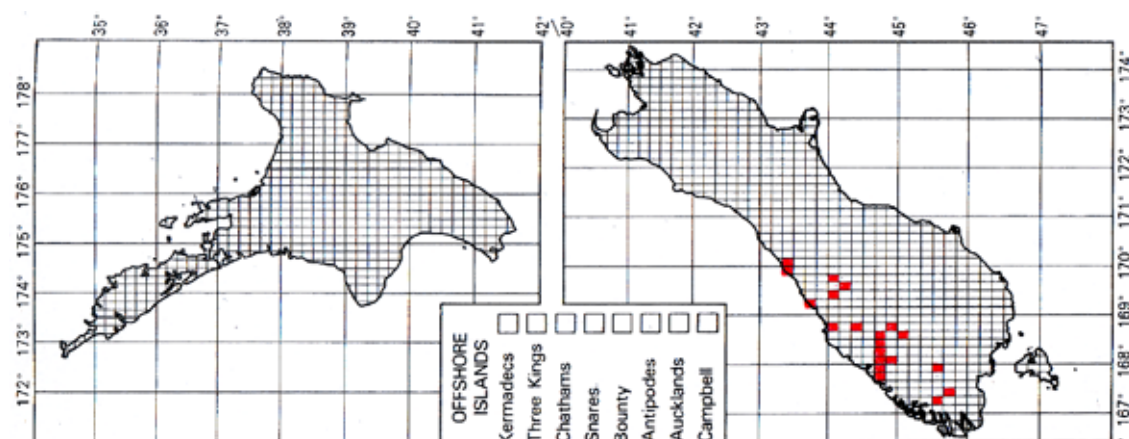 35° 36° 37° 38° 39° 40° 41° 42° 40° 41° 42° 43° 44° 45° 46° 47°
178°
177°
176°
175°
174°
173°
172°
174°
173°
172°
171°
170°
169°
168°
167°
OFFSHORE
ISLANDS
Kermadecs
Three Kings
Chathams
Snares
Bounty
Antipodes
Aucklands
Campbell